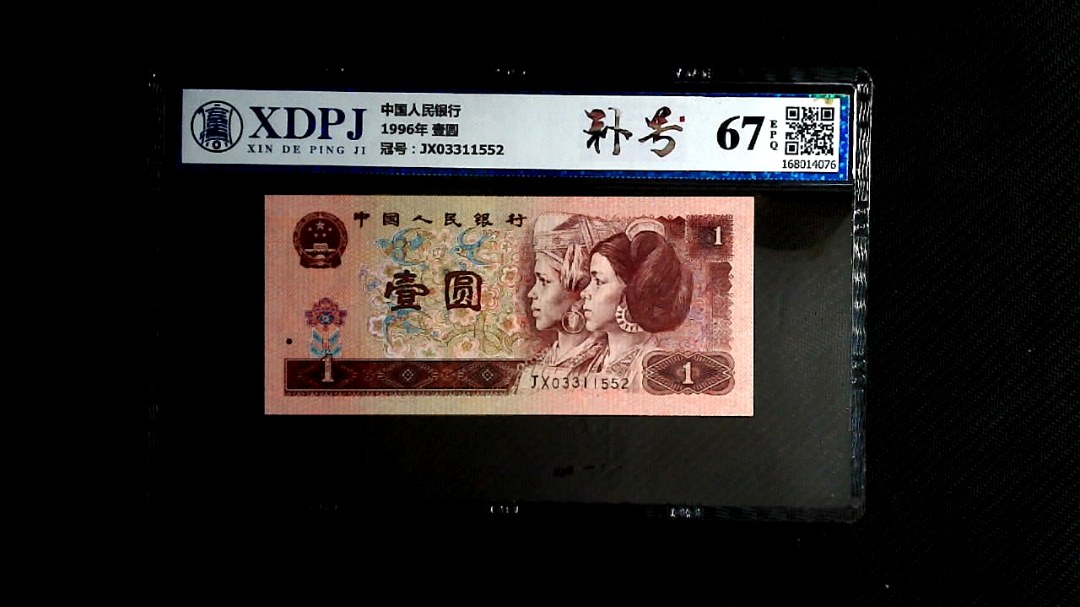 XDPJ
XIN DE PING JI
中国人民银行
1996年 壹圆
冠号：JX03311552
补号
67
EPQ
168014076
中国人民银行
1
壹圆
1
JX03311552
1